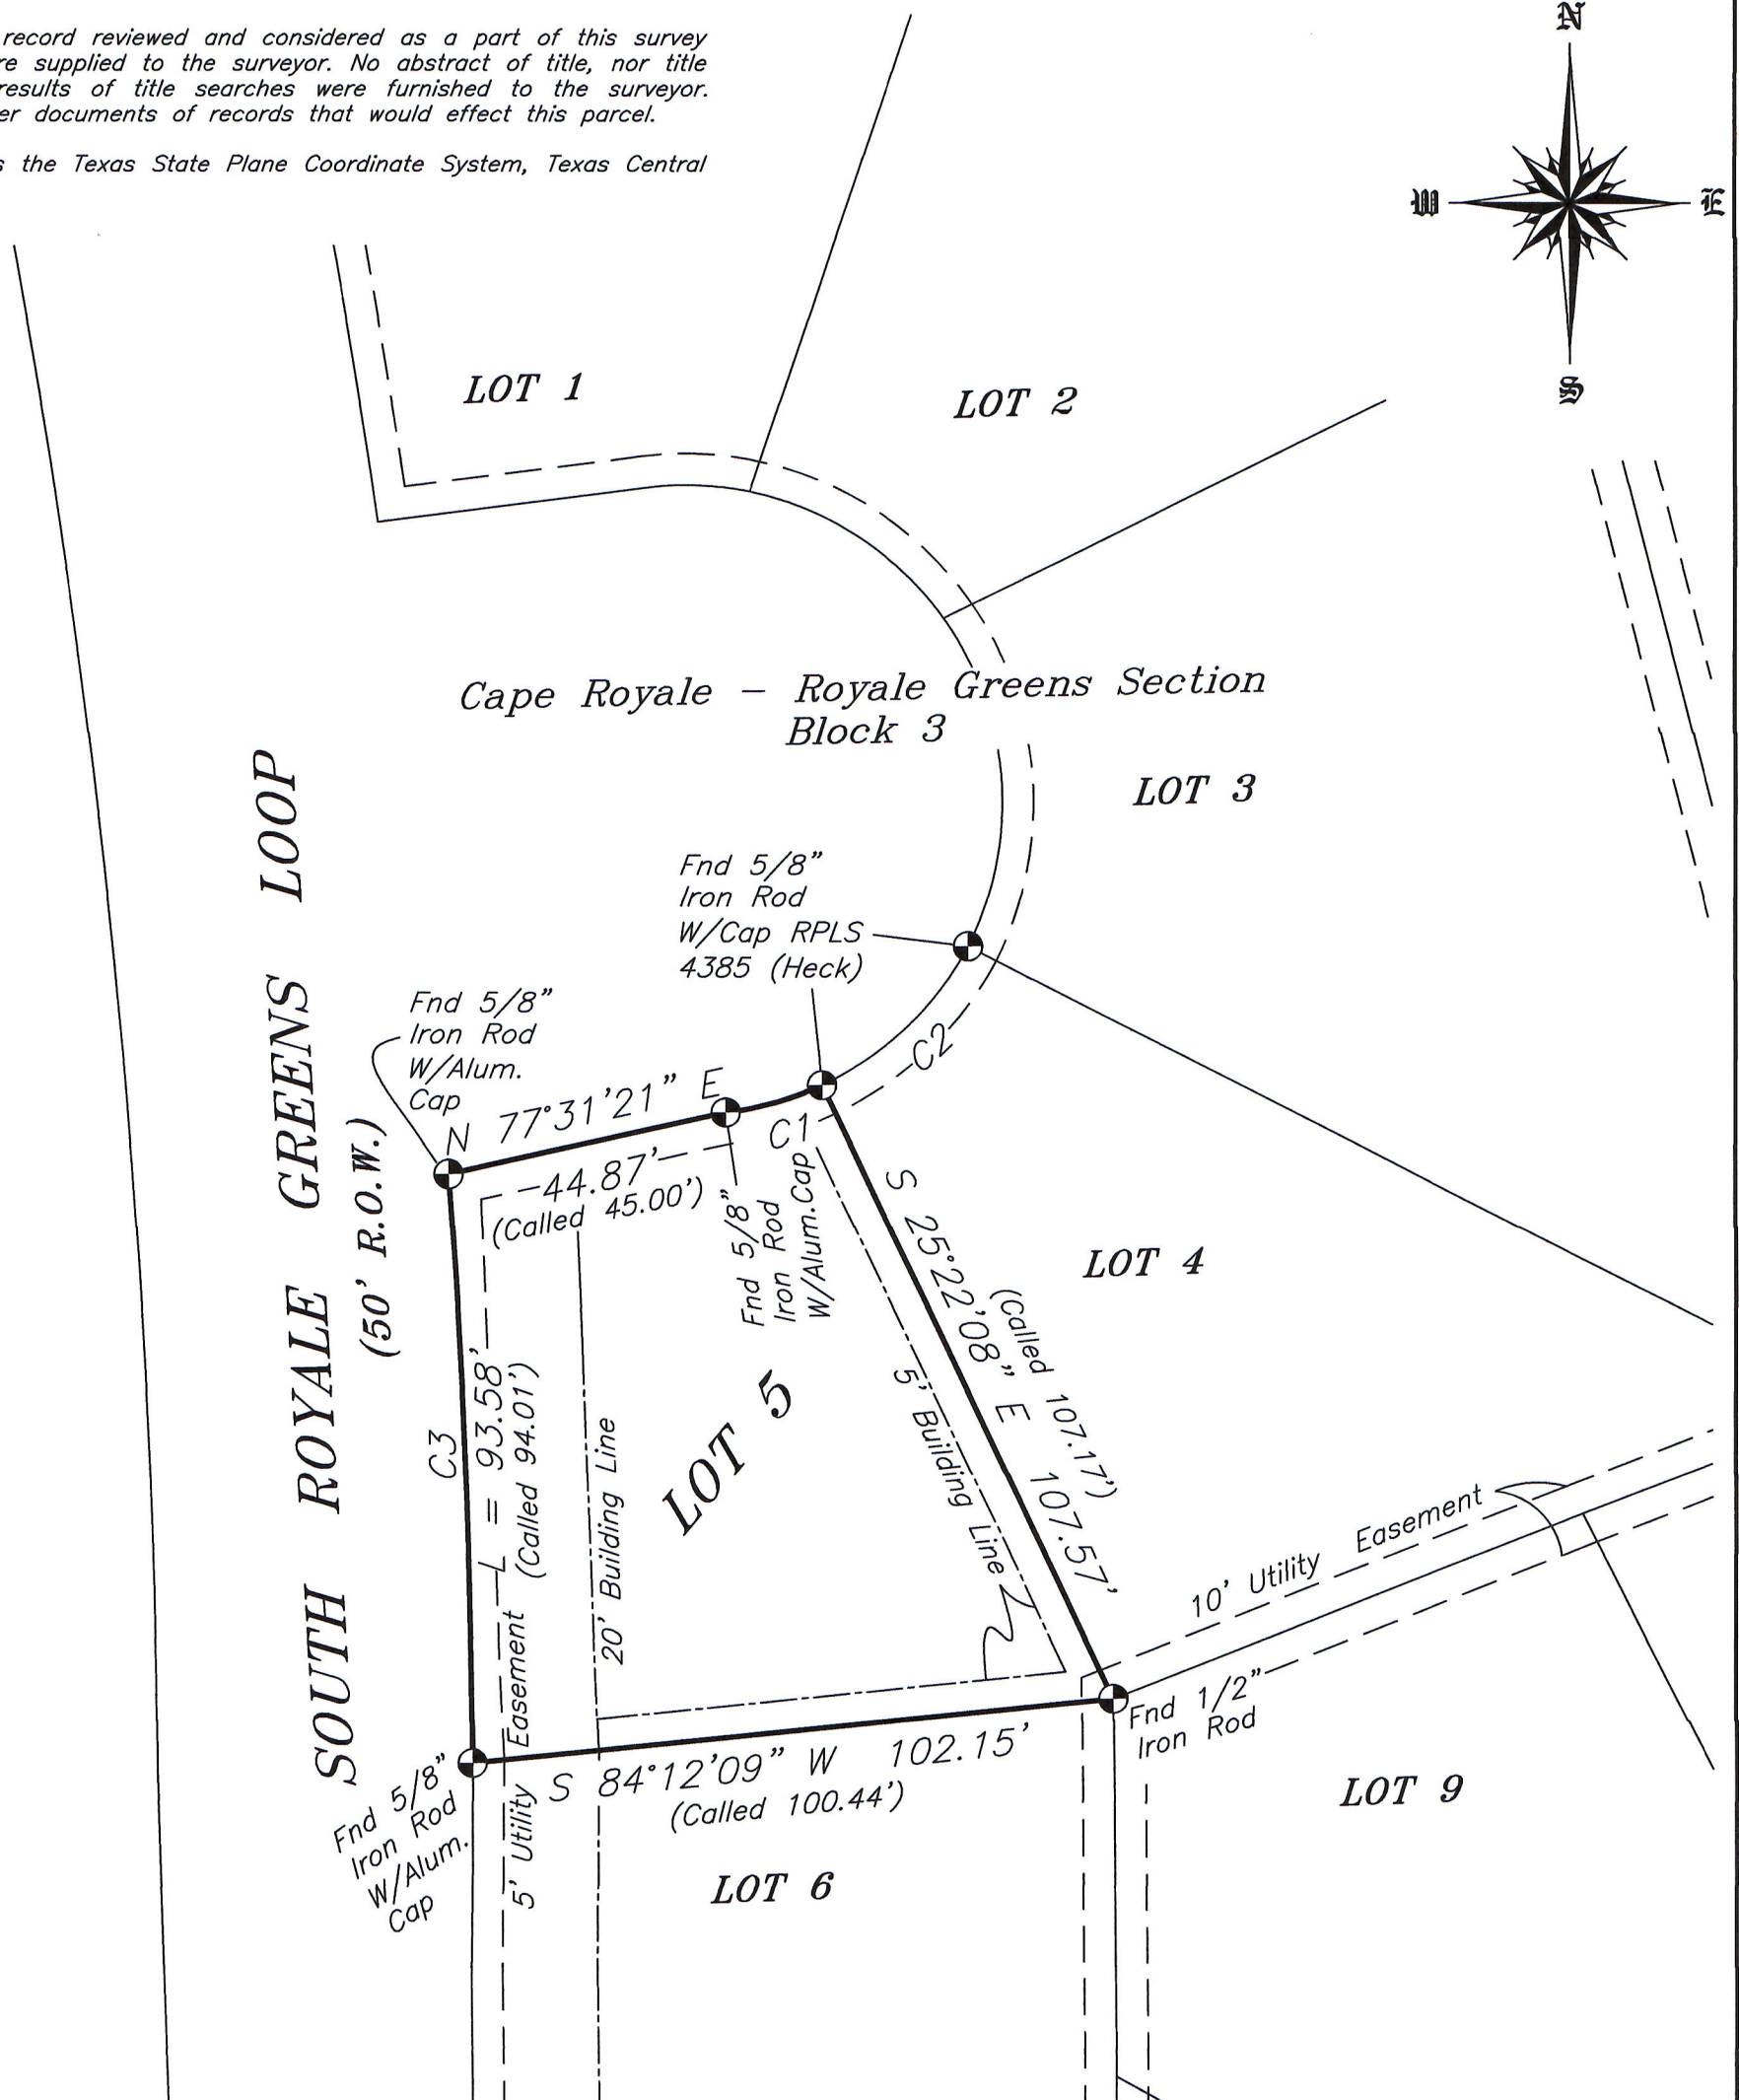 record reviewed and considered as a part of this survey
re supplied to the surveyor. No abstract of title, nor title
results of title searches were furnished to the surveyor.
er documents of records that would effect this parcel.
s the Texas State Plane Coordinate System, Texas Central
N
W
E
S
LOT 1
LOT 2
Cape Royale – Royale Greens Section
Block 3
LOT 3
SOUTH ROYALE GREENS LOOP
(50' R.O.W.)
Fnd 5/8"
Iron Rod
W/Cap RPLS
4385 (Heck)
Fnd 5/8"
Iron Rod
W/Alum.
Cap
N 77°31'21" E
44.87'
(Called 45.00')
C1
C2
Fnd 5/8"
Iron Rod
W/Alum.Cap
S 25°22'08" E 107.57'
(Called 107.17')
LOT 4
C3
L = 93.58'
(Called 94.01')
20' Building Line
LOT 5
5' Building Line
10' Utility Easement
5' Utility Easement
Fnd 1/2"
Iron Rod
S 84°12'09" W 102.15'
(Called 100.44')
Fnd 5/8"
Iron Rod
W/Alum.
Cap
LOT 6
LOT 9